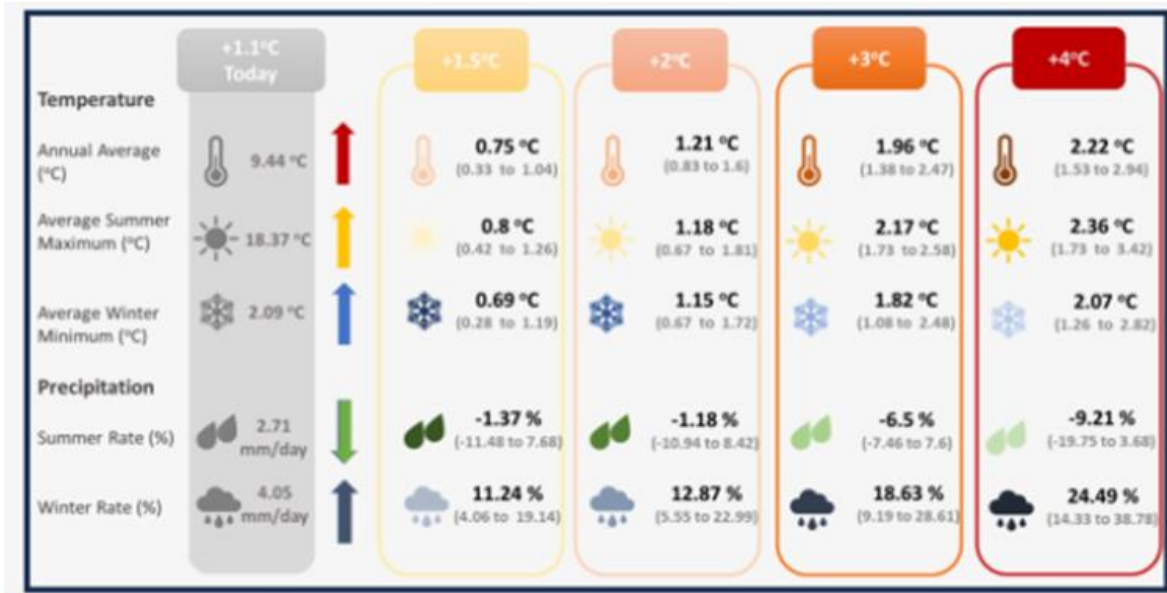 +1.1°C
Today
+1.5°C
+2°C
+3°C
+4°C
Temperature
Annual Average
(°C)
9.44 °C
0.75 °C
(0.33 to 1.04)
1.21 °C
(0.83 to 1.6)
1.96 °C
(1.38 to 2.47)
2.22 °C
(1.53 to 2.94)
Average Summer
Maximum (°C)
18.37 °C
0.8 °C
(0.42 to 1.26)
1.18 °C
(0.67 to 1.81)
2.17 °C
(1.73 to 2.58)
2.36 °C
(1.73 to 3.42)
Average Winter
Minimum (°C)
2.09 °C
0.69 °C
(0.28 to 1.19)
1.15 °C
(0.67 to 1.72)
1.82 °C
(1.08 to 2.48)
2.07 °C
(1.26 to 2.82)
Precipitation
Summer Rate (%)
2.71
mm/day
-1.37 %
(-11.48 to 7.68)
-1.18 %
(-10.94 to 8.42)
-6.5 %
(-7.46 to 7.6)
-9.21 %
(-19.75 to 3.68)
Winter Rate (%)
4.05
mm/day
11.24 %
(4.06 to 19.14)
12.87 %
(5.55 to 22.99)
18.63 %
(9.19 to 28.61)
24.49 %
(14.33 to 38.78)